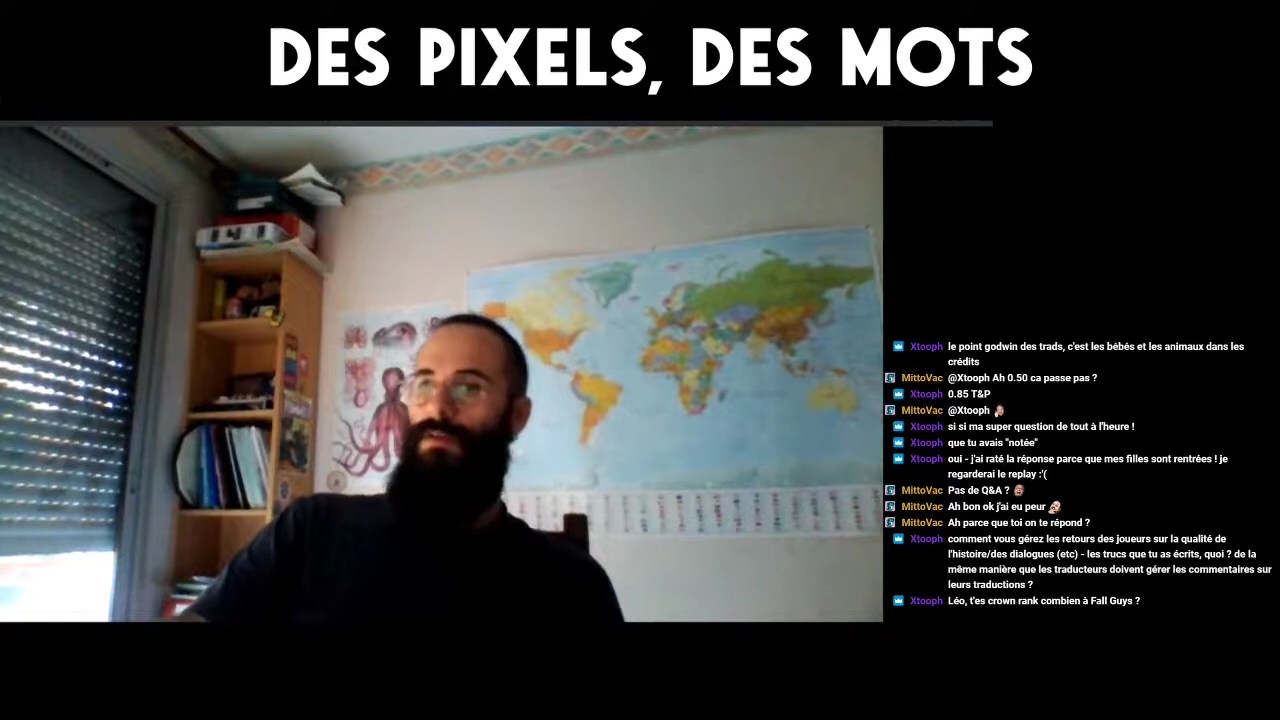 DES PIXELS, DES MOTS
Xtooph le point godwin des trads, c'est les bébés et les animaux dans les
crédits
MittoVac @Xtooph Ah 0.50 ca passe pas ?
Xtooph 0.85 T&P
MittoVac @Xtooph
Xtooph si si ma super question de tout à l'heure !
Xtooph que tu avais "notée"
Xtooph oui - j'ai raté la réponse parce que mes filles sont rentrées ! je
regarderai le replay :'(
MittoVac Pas de Q&A ?
MittoVac Ah bon ok j'ai eu peur
MittoVac Ah parce que toi on te répond ?
Xtooph comment vous gérez les retours des joueurs sur la qualité de
l'histoire/des dialogues (etc) - les trucs que tu as écrits, quoi ? de la
même manière que les traducteurs doivent gérer les commentaires sur
leurs traductions ?
Xtooph Léo, t'es crown rank combien à Fall Guys ?